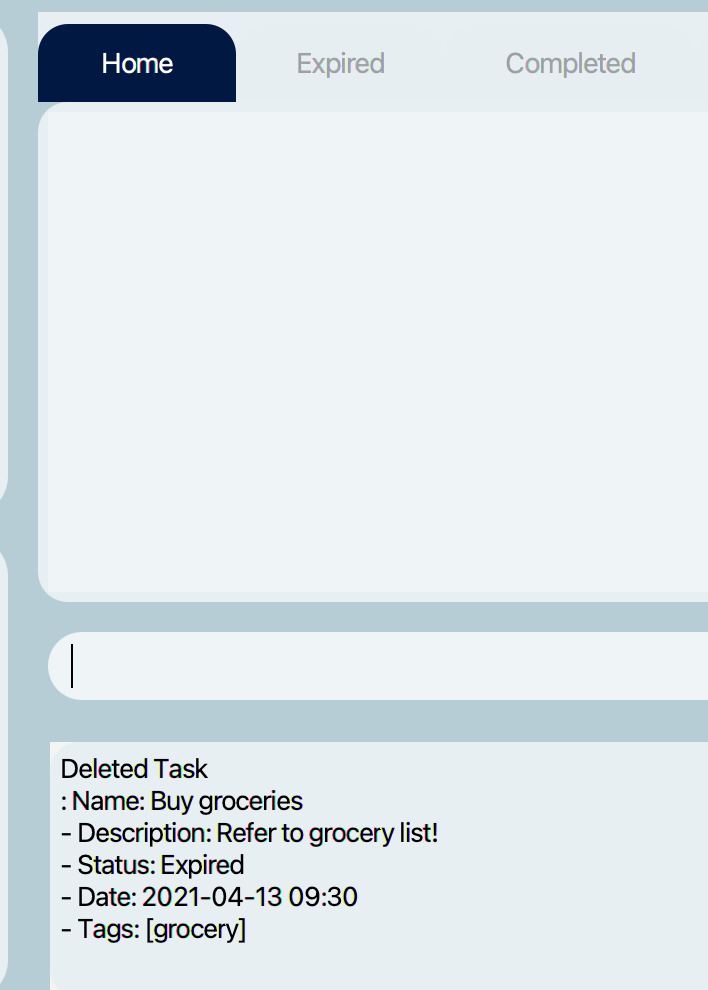 Home Expired Completed
Deleted Task
: Name: Buy groceries
- Description: Refer to grocery list!
- Status: Expired
- Date: 2021-04-13 09:30
- Tags: [grocery]